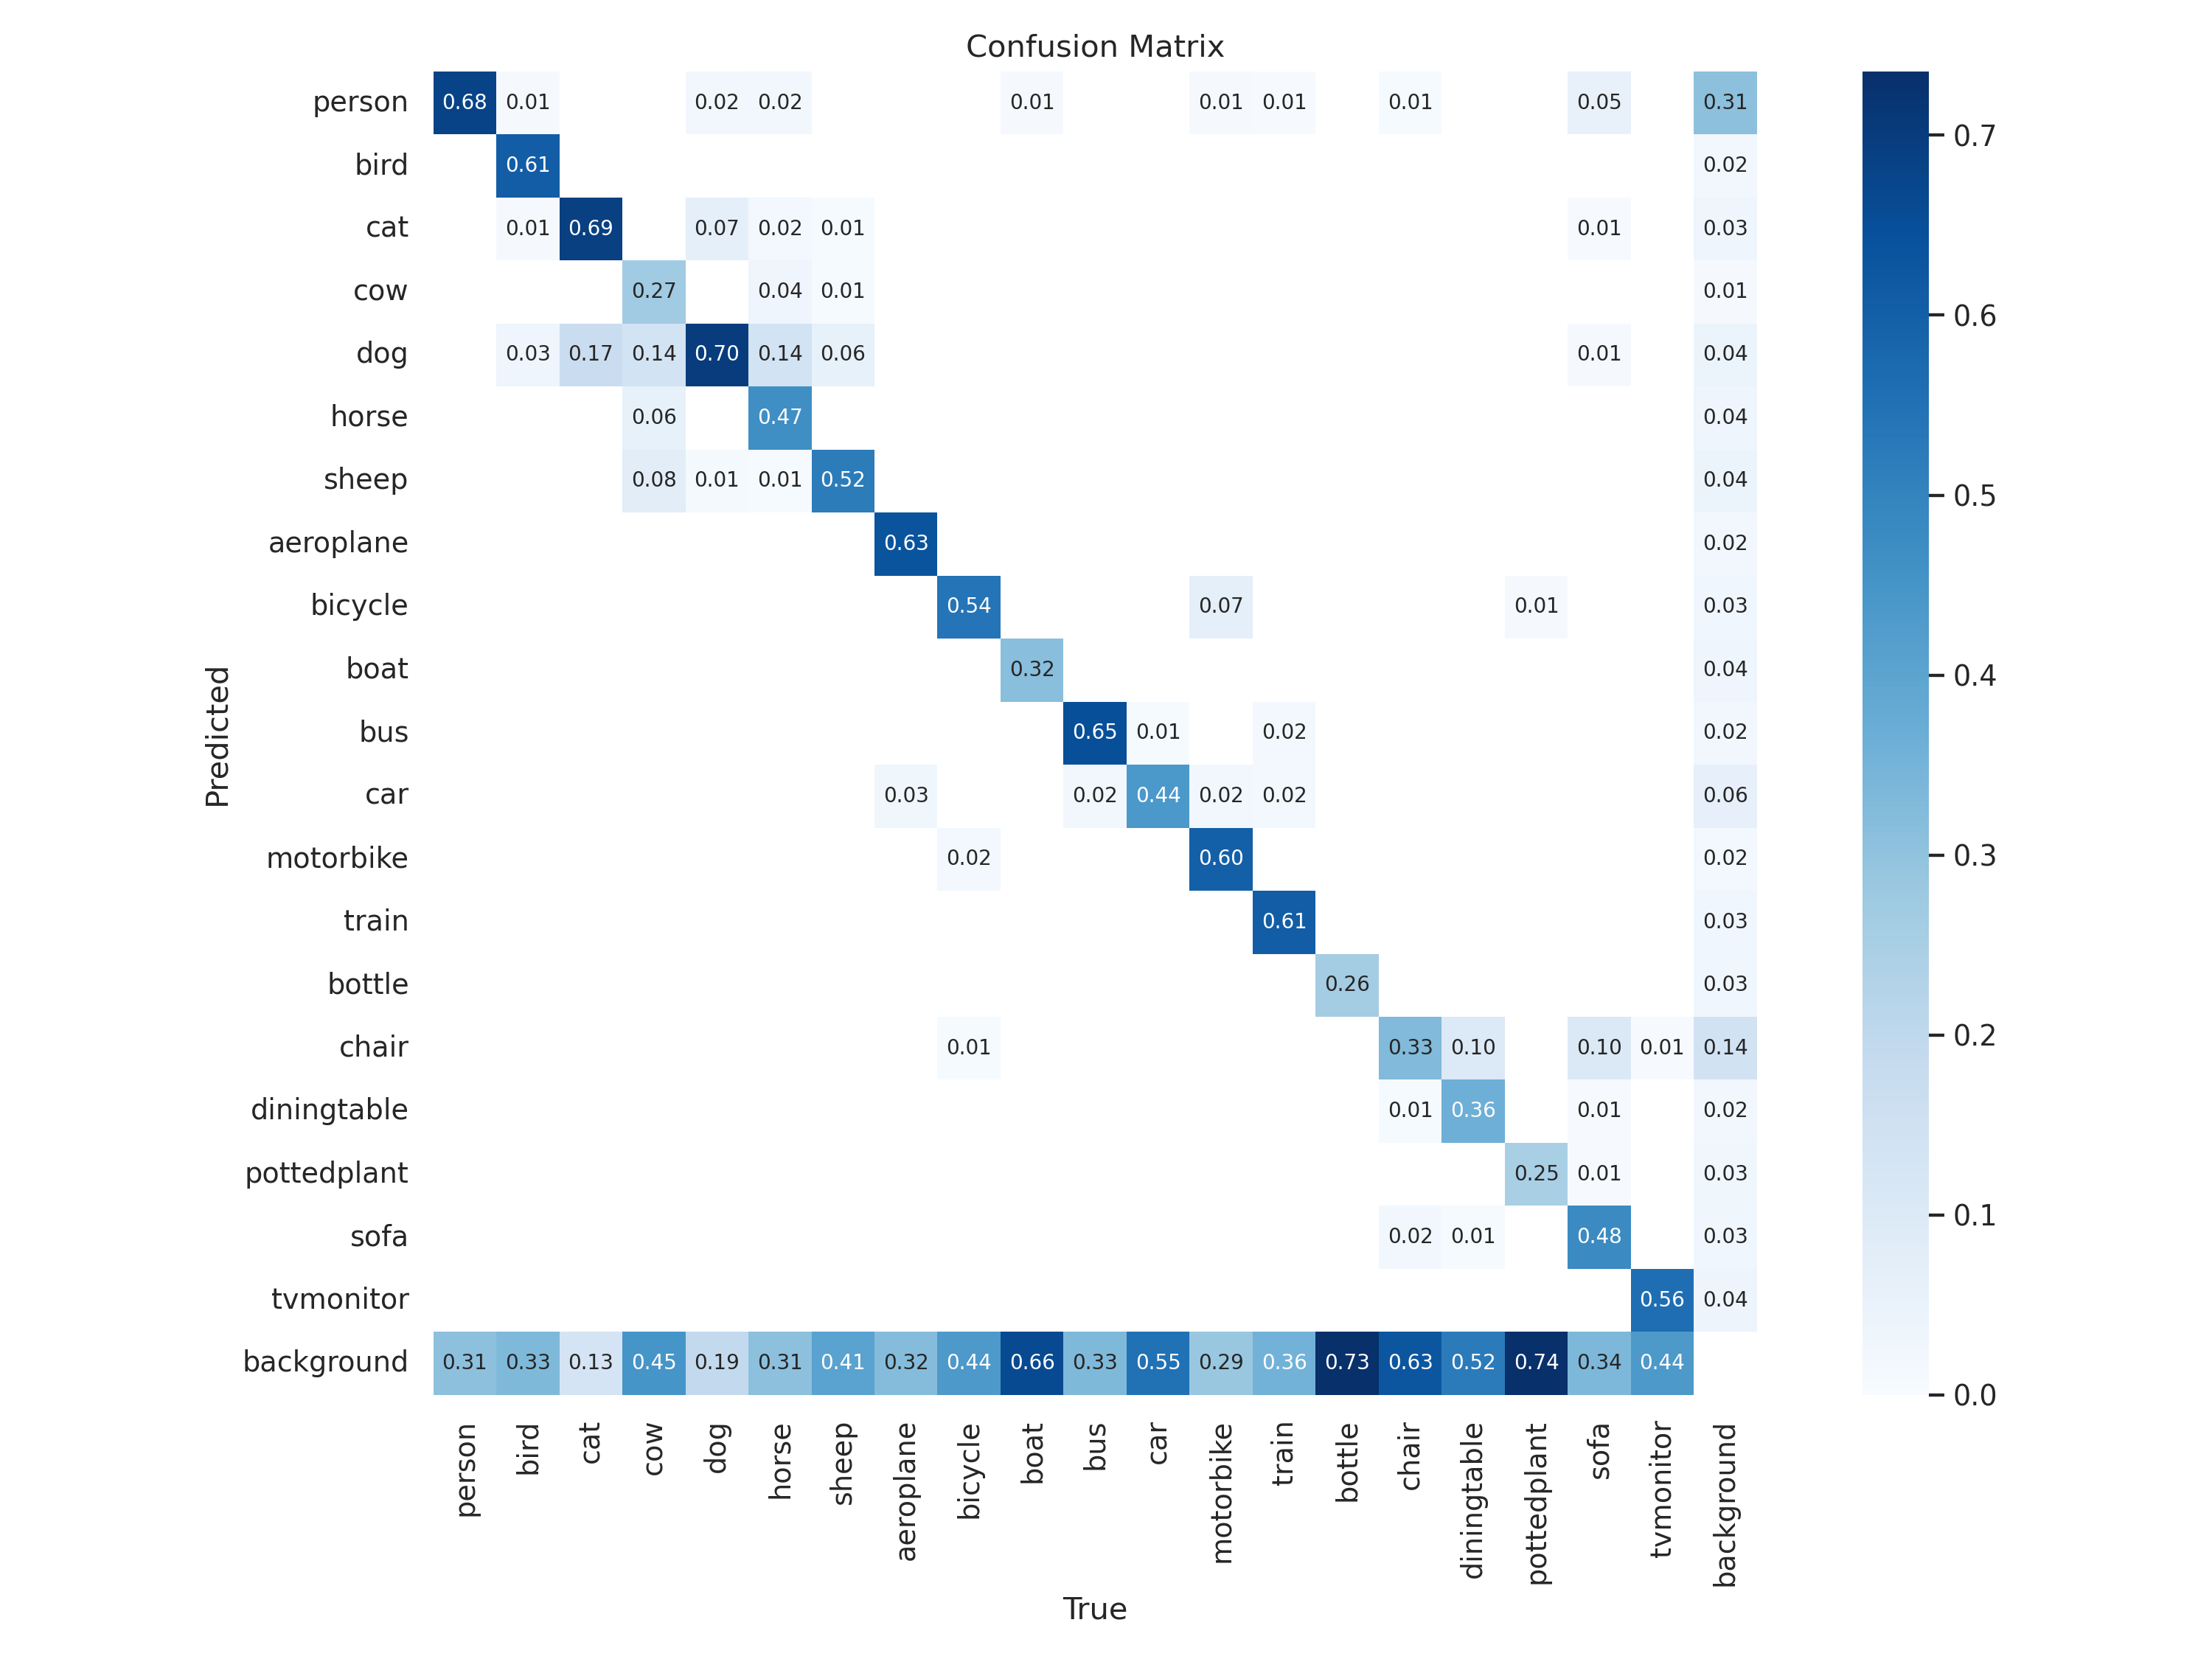 Confusion Matrix
person 0.68 0.01 0.02 0.02 0.01 0.01 0.01 0.01 0.05 0.31
bird 0.61 0.02
cat 0.01 0.69 0.07 0.02 0.01 0.01 0.03
cow 0.27 0.04 0.01 0.01
dog 0.03 0.17 0.14 0.70 0.14 0.06 0.01 0.04
horse 0.06 0.47 0.04
sheep 0.08 0.01 0.01 0.52 0.04
aeroplane 0.63 0.02
bicycle 0.54 0.07 0.01 0.03
boat 0.32 0.04
bus 0.65 0.01 0.02 0.02
car 0.03 0.02 0.44 0.02 0.02 0.06
motorbike 0.02 0.60 0.02
train 0.61 0.03
bottle 0.26 0.03
chair 0.01 0.33 0.10 0.10 0.01 0.14
diningtable 0.01 0.36 0.01 0.02
pottedplant 0.25 0.01 0.03
sofa 0.02 0.01 0.48 0.03
tvmonitor 0.56 0.04
background 0.31 0.33 0.13 0.45 0.19 0.31 0.41 0.32 0.44 0.66 0.33 0.55 0.29 0.36 0.73 0.63 0.52 0.74 0.34 0.44
person bird cat cow dog horse sheep aeroplane bicycle boat bus car motorbike train bottle chair diningtable pottedplant sofa tvmonitor background
True
Predicted
0.7
0.6
0.5
0.4
0.3
0.2
0.1
0.0